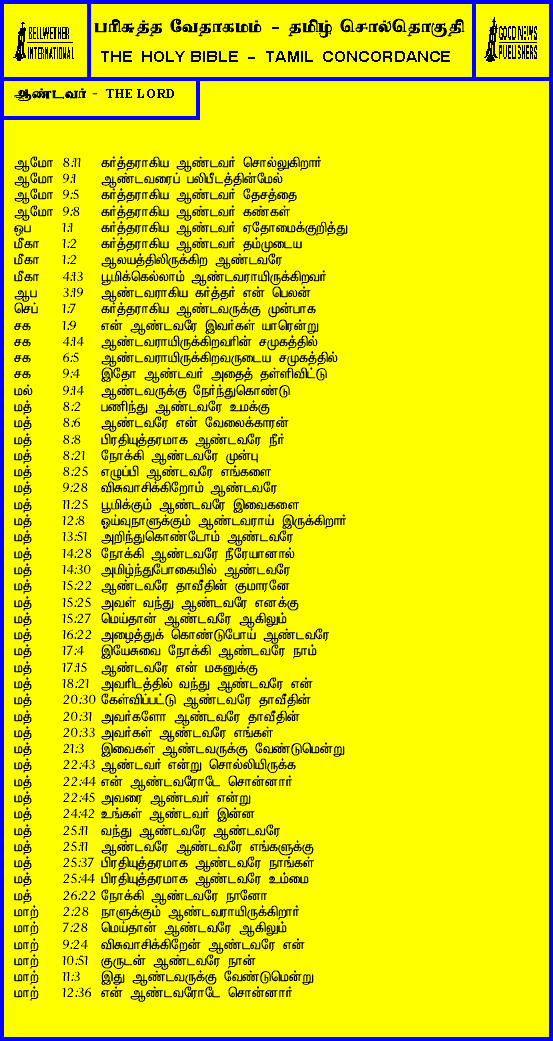 BELLWETHER
INTERNATIONAL
பரிசுத்த வேதாகமம் - தமிழ் சொல்தொகுதி
THE HOLY BIBLE - TAMIL CONCORDANCE
GOOD NEWS
PUBLISHERS
ஆண்டவர் - THE LORD
ஆமோ 8:11 கர்த்தராகிய ஆண்டவர் சொல்லுகிறார்
ஆமோ 9:1 ஆண்டவரைப் பலிபீடத்தின்மேல்
ஆமோ 9:5 கர்த்தராகிய ஆண்டவர் தேசத்தை
ஆமோ 9:8 கர்த்தராகிய ஆண்டவர் கண்கள்
ஒப 1:1 கர்த்தராகிய ஆண்டவர் ஏதோமைக்குறித்து
மீகா 1:2 கர்த்தராகிய ஆண்டவர் தம்முடைய
மீகா 1:2 ஆலயத்திலிருக்கிற ஆண்டவரே
மீகா 4:13 பூமிக்கெல்லாம் ஆண்டவராயிருக்கிறவர்
ஆப 3:19 ஆண்டவராகிய கர்த்தர் என் பெலன்
செப் 1:7 கர்த்தராகிய ஆண்டவருக்கு முன்பாக
சக 1:9 என் ஆண்டவரே இவர்கள் யாரென்று
சக 4:14 ஆண்டவராயிருக்கிறவரின் சமுகத்தில்
சக 6:5 ஆண்டவராயிருக்கிறவருடைய சமுகத்தில்
சக 9:4 இதோ ஆண்டவர் அதைத் தள்ளிவிட்டு
மல் 9:14 ஆண்டவருக்கு நேர்ந்துகொண்டு
மத் 8:2 பணிந்து ஆண்டவரே உமக்கு
மத் 8:6 ஆண்டவரே என் வேலைக்காரன்
மத் 8:8 பிரதியுத்தரமாக ஆண்டவரே நீர்
மத் 8:21 நோக்கி ஆண்டவரே முன்பு
மத் 8:25 எழுப்பி ஆண்டவரே எங்களை
மத் 9:28 விசுவாசிக்கிறோம் ஆண்டவரே
மத் 11:25 பூமிக்கும் ஆண்டவரே இவைகளை
மத் 12:8 ஓய்வுநாளுக்கும் ஆண்டவராய் இருக்கிறார்
மத் 13:51 அறிந்துகொண்டோம் ஆண்டவரே
மத் 14:28 நோக்கி ஆண்டவரே நீரேயானால்
மத் 14:30 அமிழ்ந்துபோகையில் ஆண்டவரே
மத் 15:22 ஆண்டவரே தாவீதின் குமாரனே
மத் 15:25 அவள் வந்து ஆண்டவரே எனக்கு
மத் 15:27 மெய்தான் ஆண்டவரே ஆகிலும்
மத் 16:22 அழைத்துக் கொண்டுபோய் ஆண்டவரே
மத் 17:4 இயேசுவை நோக்கி ஆண்டவரே நாம்
மத் 17:15 ஆண்டவரே என் மகனுக்கு
மத் 18:21 அவரிடத்தில் வந்து ஆண்டவரே என்
மத் 20:30 கேள்விப்பட்டு ஆண்டவரே தாவீதின்
மத் 20:31 அவர்களோ ஆண்டவரே தாவீதின்
மத் 20:33 அவர்கள் ஆண்டவரே எங்கள்
மத் 21:3 இவைகள் ஆண்டவருக்கு வேண்டுமென்று
மத் 22:43 ஆண்டவர் என்று சொல்லியிருக்க
மத் 22:44 என் ஆண்டவரோடே சொன்னார்
மத் 22:45 அவரை ஆண்டவர் என்று
மத் 24:42 உங்கள் ஆண்டவர் இன்ன
மத் 25:11 வந்து ஆண்டவரே ஆண்டவரே
மத் 25:11 ஆண்டவரே ஆண்டவரே எங்களுக்கு
மத் 25:37 பிரதியுத்தரமாக ஆண்டவரே நாங்கள்
மத் 25:44 பிரதியுத்தரமாக ஆண்டவரே உம்மை
மத் 26:22 நோக்கி ஆண்டவரே நானோ
மாற் 2:28 நாளுக்கும் ஆண்டவராயிருக்கிறார்
மாற் 7:28 மெய்தான் ஆண்டவரே ஆகிலும்
மாற் 9:24 விசுவாசிக்கிறேன் ஆண்டவரே என்
மாற் 10:51 குருடன் ஆண்டவரே நான்
மாற் 11:3 இது ஆண்டவருக்கு வேண்டுமென்று
மாற் 12:36 என் ஆண்டவரோடே சொன்னார்